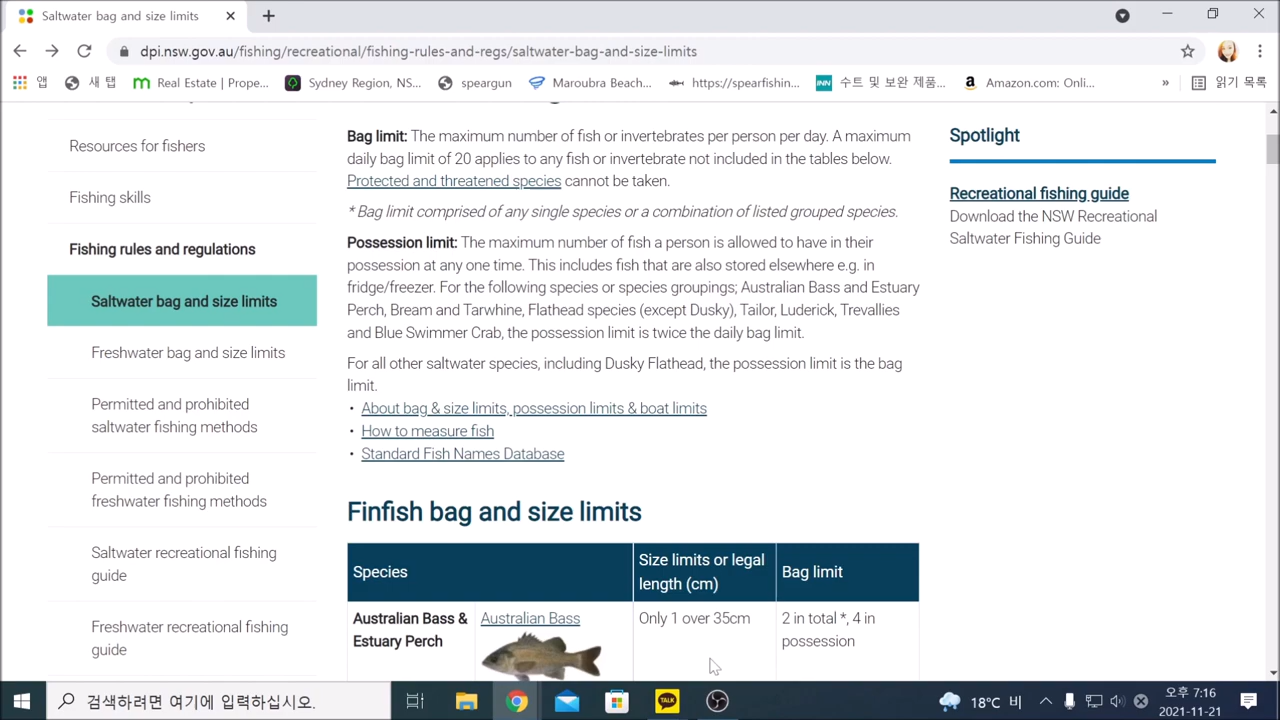 Saltwater bag and size limits
dpi.nsw.gov.au/fishing/recreational/fishing-rules-and-regs/saltwater-bag-and-size-limits
앱
새 탭
Real Estate | Prope...
Sydney Region, NS...
speargun
Maroubra Beach...
https://spearfishin...
INN
수트 및 보완 제품...
Amazon.com: Onli...
»
읽기 목록
Resources for fishers
Fishing skills
Fishing rules and regulations
Saltwater bag and size limits
Freshwater bag and size limits
Permitted and prohibited
saltwater fishing methods
Permitted and prohibited
freshwater fishing methods
Saltwater recreational fishing
guide
Freshwater recreational fishing
guide
Bag limit: The maximum number of fish or invertebrates per person per day. A maximum
daily bag limit of 20 applies to any fish or invertebrate not included in the tables below.
Protected and threatened species cannot be taken.
* Bag limit comprised of any single species or a combination of listed grouped species.
Possession limit: The maximum number of fish a person is allowed to have in their
possession at any one time. This includes fish that are also stored elsewhere e.g. in
fridge/freezer. For the following species or species groupings; Australian Bass and Estuary
Perch, Bream and Tarwhine, Flathead species (except Dusky), Tailor, Luderick, Trevallies
and Blue Swimmer Crab, the possession limit is twice the daily bag limit.
For all other saltwater species, including Dusky Flathead, the possession limit is the bag
limit.
• About bag & size limits, possession limits & boat limits
• How to measure fish
• Standard Fish Names Database
Finfish bag and size limits
Species
Size limits or legal
length (cm)
Bag limit
Australian Bass &
Estuary Perch
Australian Bass
Only 1 over 35cm
2 in total *, 4 in
possession
Spotlight
Recreational fishing guide
Download the NSW Recreational
Saltwater Fishing Guide
검색하려면 여기에 입력하십시오.
TALK
18°C 비
오후 7:16
2021-11-21